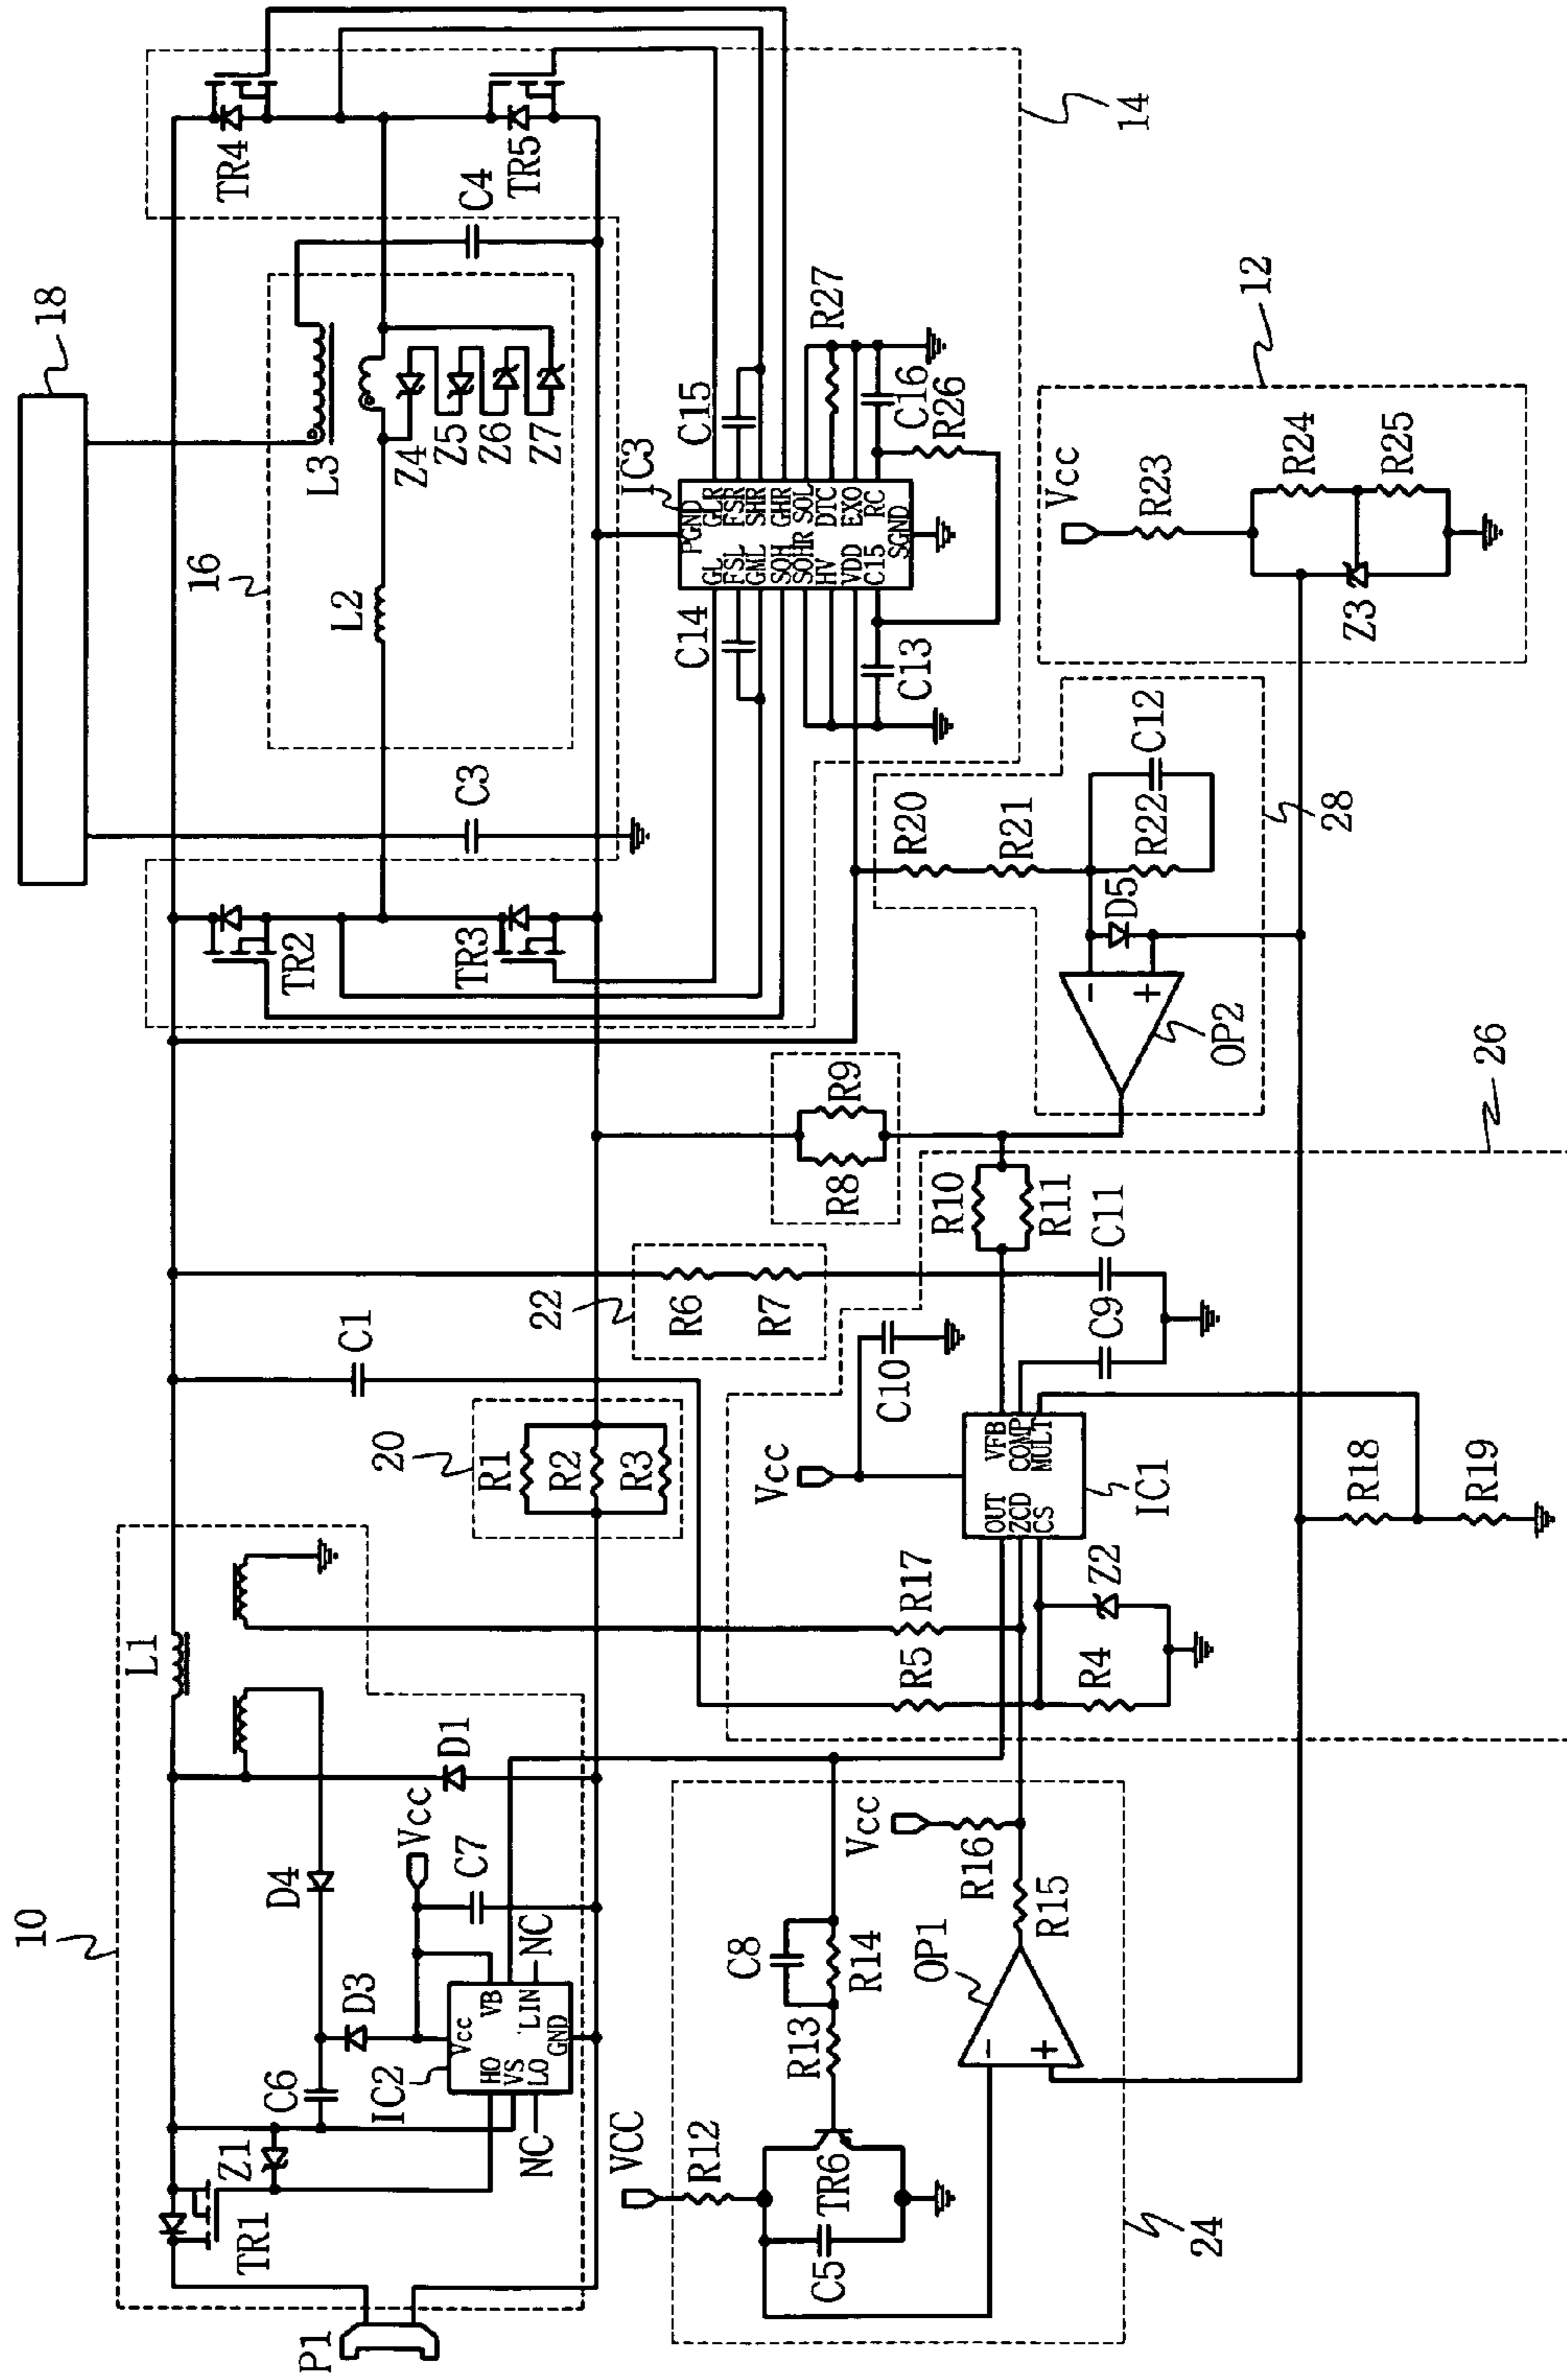 18
10
P1
TR1
Z1
C6
IC2
D3
D4
Vcc
C7
D1
L1
Vcc
HO
VS
LO
VB
LIN
GND
NC
NC
20
R1
R2
R3
C1
22
R6
R7
R8
R9
TR2
TR3
C3
16
L2
L3
Z4
Z5
Z6
Z7
C4
TR4
TR5
14
C14
C15
IC3
PGND
GL
FSL
GML
SOH
SOHR
HV
VDD
C15
GLR
FSR
SHR
GHR
SOL
DTC
EXO
RC
SGND
C13
R27
C16
R26
VCC
R12
C5
TR6
R13
C8
R14
OP1
-
+
R15
R16
Vcc
24
R5
R17
R4
Z2
OUT
ZCD
CS
VFB
COMP
MULT
IC1
Vcc
C10
C9
C11
R10
R11
26
R18
R19
OP2
-
+
D5
R20
R21
R22
C12
28
12
Vcc
R23
R24
R25
Z3